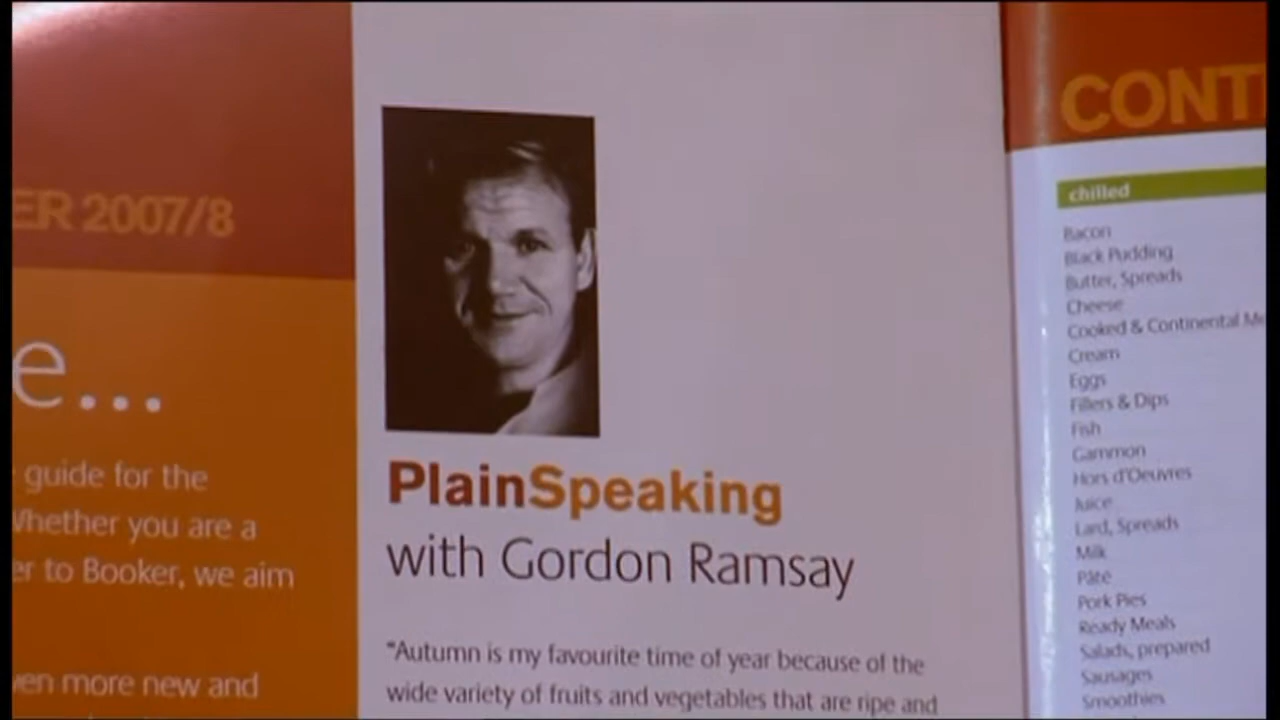 ER 2007/8
e...
guide for the
Whether you are a
er to Booker, we aim
ven more new and
PlainSpeaking
with Gordon Ramsay
"Autumn is my favourite time of year because of the
wide variety of fruits and vegetables that are ripe and
CONT
chilled
Bacon
Black Pudding
Butter, Spreads
Cheese
Cooked & Continental Me
Cream
Eggs
Fillers & Dips
Fish
Gammon
Hors d'Oeuvres
Juice
Lard, Spreads
Milk
Pâté
Pork Pies
Ready Meals
Salads, prepared
Sausages
Smoothies